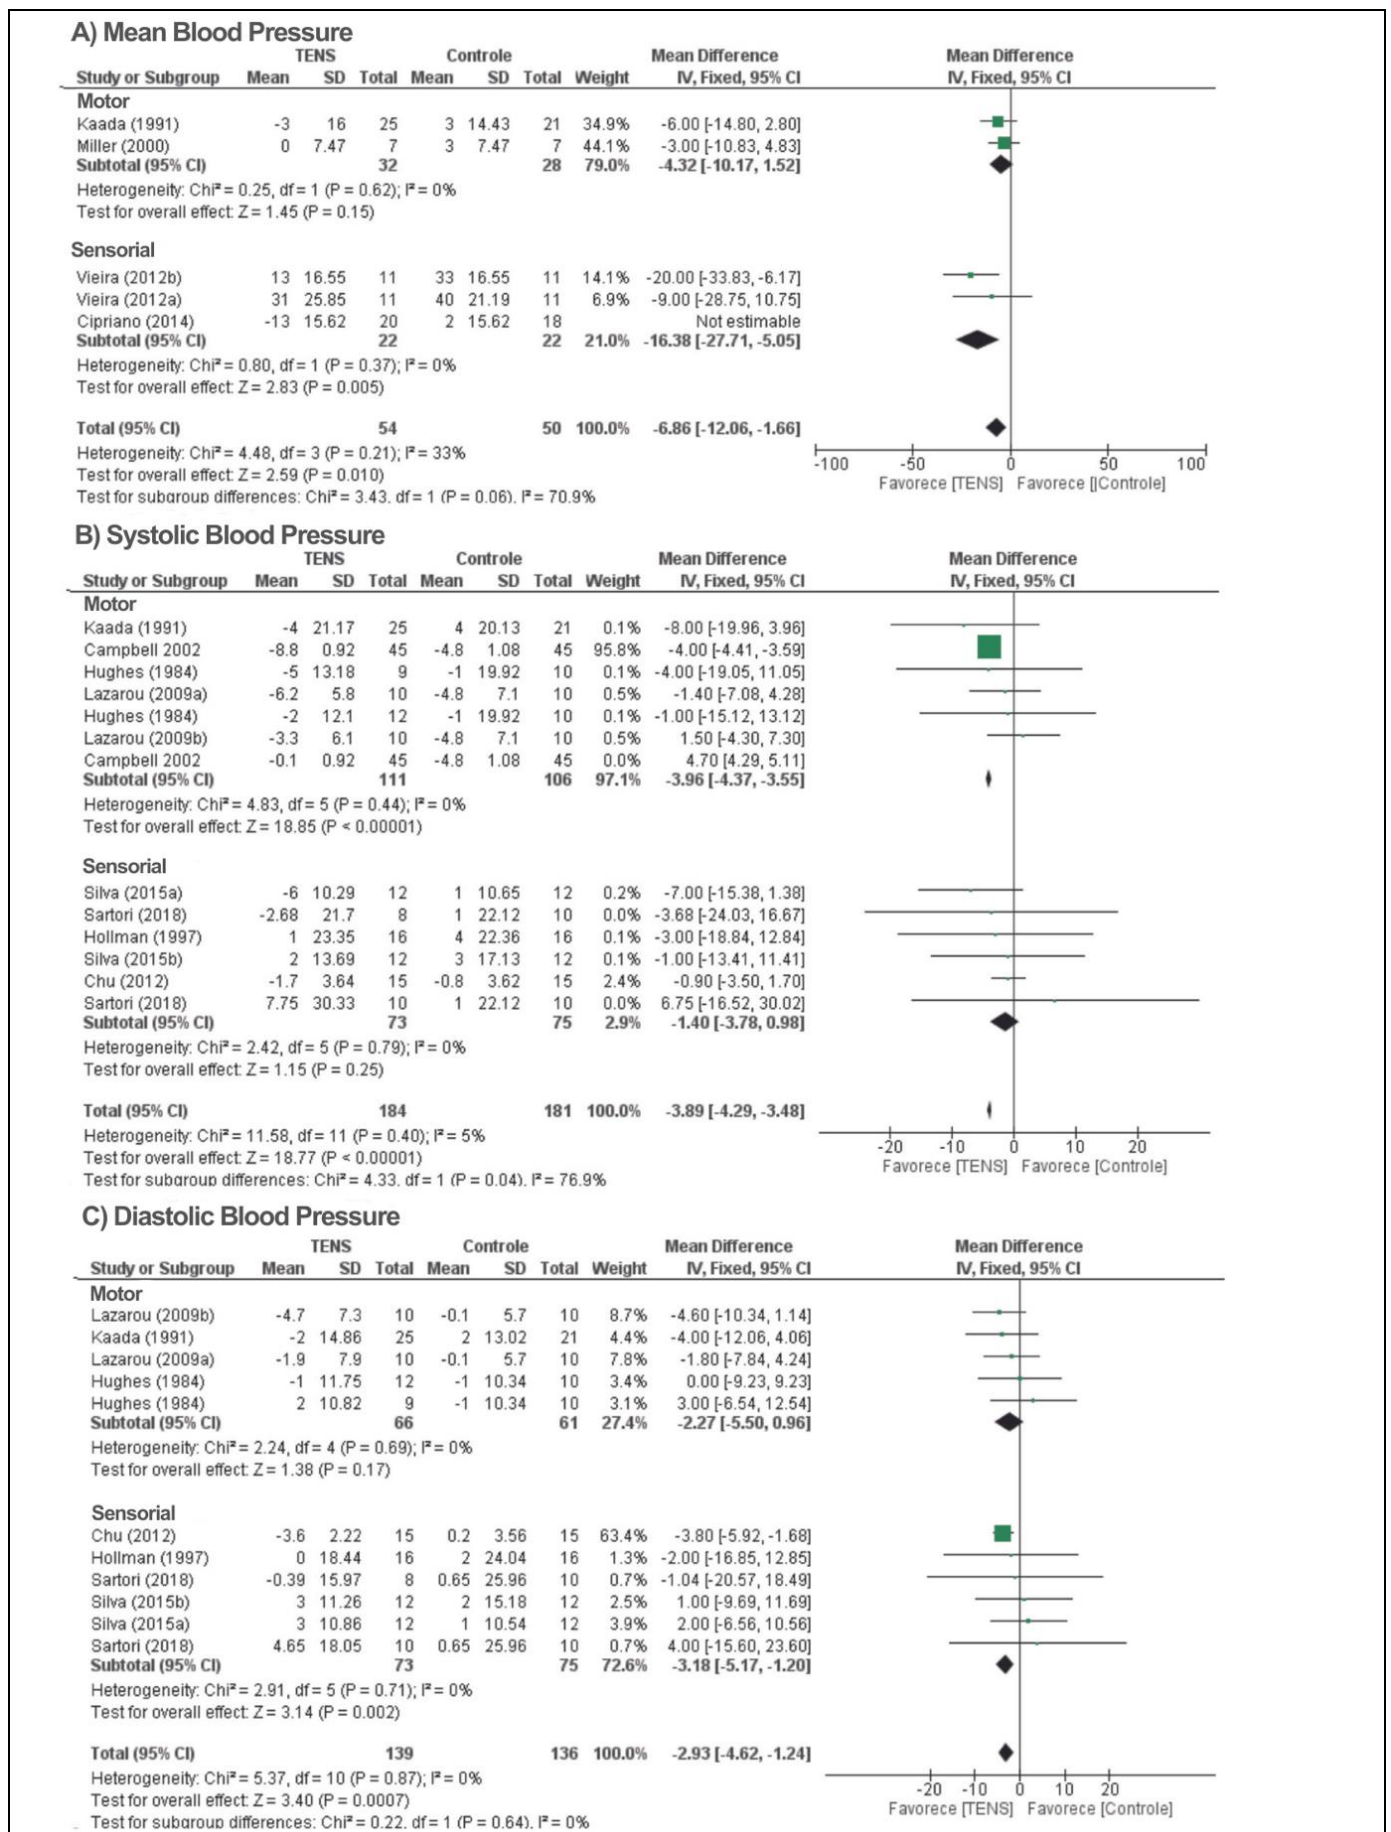 A) Mean Blood Pressure
TENS Controle Mean Difference Mean Difference
Study or Subgroup Mean SD Total Mean SD Total Weight IV, Fixed, 95% CI IV, Fixed, 95% CI
Motor
Kaada (1991) -3 16 25 3 14.43 21 34.9% -6.00 [-14.80, 2.80]
Miller (2000) 0 7.47 7 3 7.47 7 44.1% -3.00 [-10.83, 4.83]
Subtotal (95% CI) 32 28 79.0% -4.32 [-10.17, 1.52]
Heterogeneity: Chi² = 0.25, df = 1 (P = 0.62); I² = 0%
Test for overall effect: Z = 1.45 (P = 0.15)
Sensorial
Vieira (2012b) 13 16.55 11 33 16.55 11 14.1% -20.00 [-33.83, -6.17]
Vieira (2012a) 31 25.85 11 40 21.19 11 6.9% -9.00 [-28.75, 10.75]
Cipriano (2014) -13 15.62 20 2 15.62 18 Not estimable
Subtotal (95% CI) 22 22 21.0% -16.38 [-27.71, -5.05]
Heterogeneity: Chi² = 0.80, df = 1 (P = 0.37); I² = 0%
Test for overall effect: Z = 2.83 (P = 0.005)
Total (95% CI) 54 50 100.0% -6.86 [-12.06, -1.66]
Heterogeneity: Chi² = 4.48, df = 3 (P = 0.21); I² = 33%
Test for overall effect: Z = 2.59 (P = 0.010)
Test for subgroup differences: Chi² = 3.43, df = 1 (P = 0.06), I² = 70.9%
-100 -50 0 50 100
Favorece [TENS] Favorece [|Controle]
B) Systolic Blood Pressure
TENS Controle Mean Difference Mean Difference
Study or Subgroup Mean SD Total Mean SD Total Weight IV, Fixed, 95% CI IV, Fixed, 95% CI
Motor
Kaada (1991) -4 21.17 25 4 20.13 21 0.1% -8.00 [-19.96, 3.96]
Campbell 2002 -8.8 0.92 45 -4.8 1.08 45 95.8% -4.00 [-4.41, -3.59]
Hughes (1984) -5 13.18 9 -1 19.92 10 0.1% -4.00 [-19.05, 11.05]
Lazarou (2009a) -6.2 5.8 10 -4.8 7.1 10 0.5% -1.40 [-7.08, 4.28]
Hughes (1984) -2 12.1 12 -1 19.92 10 0.1% -1.00 [-15.12, 13.12]
Lazarou (2009b) -3.3 6.1 10 -4.8 7.1 10 0.5% 1.50 [-4.30, 7.30]
Campbell 2002 -0.1 0.92 45 -4.8 1.08 45 0.0% 4.70 [4.29, 5.11]
Subtotal (95% CI) 111 106 97.1% -3.96 [-4.37, -3.55]
Heterogeneity: Chi² = 4.83, df = 5 (P = 0.44); I² = 0%
Test for overall effect: Z = 18.85 (P < 0.00001)
Sensorial
Silva (2015a) -6 10.29 12 1 10.65 12 0.2% -7.00 [-15.38, 1.38]
Sartori (2018) -2.68 21.7 8 1 22.12 10 0.0% -3.68 [-24.03, 16.67]
Hollman (1997) 1 23.35 16 4 22.36 16 0.1% -3.00 [-18.84, 12.84]
Silva (2015b) 2 13.69 12 3 17.13 12 0.1% -1.00 [-13.41, 11.41]
Chu (2012) -1.7 3.64 15 -0.8 3.62 15 2.4% -0.90 [-3.50, 1.70]
Sartori (2018) 7.75 30.33 10 1 22.12 10 0.0% 6.75 [-16.52, 30.02]
Subtotal (95% CI) 73 75 2.9% -1.40 [-3.78, 0.98]
Heterogeneity: Chi² = 2.42, df = 5 (P = 0.79); I² = 0%
Test for overall effect: Z = 1.15 (P = 0.25)
Total (95% CI) 184 181 100.0% -3.89 [-4.29, -3.48]
Heterogeneity: Chi² = 11.58, df = 11 (P = 0.40); I² = 5%
Test for overall effect: Z = 18.77 (P < 0.00001)
Test for subgroup differences: Chi² = 4.33, df = 1 (P = 0.04), I² = 76.9%
-20 -10 0 10 20
Favorece [TENS] Favorece [Controle]
C) Diastolic Blood Pressure
TENS Controle Mean Difference Mean Difference
Study or Subgroup Mean SD Total Mean SD Total Weight IV, Fixed, 95% CI IV, Fixed, 95% CI
Motor
Lazarou (2009b) -4.7 7.3 10 -0.1 5.7 10 8.7% -4.60 [-10.34, 1.14]
Kaada (1991) -2 14.86 25 2 13.02 21 4.4% -4.00 [-12.06, 4.06]
Lazarou (2009a) -1.9 7.9 10 -0.1 5.7 10 7.8% -1.80 [-7.84, 4.24]
Hughes (1984) -1 11.75 12 -1 10.34 10 3.4% 0.00 [-9.23, 9.23]
Hughes (1984) 2 10.82 9 -1 10.34 10 3.1% 3.00 [-6.54, 12.54]
Subtotal (95% CI) 66 61 27.4% -2.27 [-5.50, 0.96]
Heterogeneity: Chi² = 2.24, df = 4 (P = 0.69); I² = 0%
Test for overall effect: Z = 1.38 (P = 0.17)
Sensorial
Chu (2012) -3.6 2.22 15 0.2 3.56 15 63.4% -3.80 [-5.92, -1.68]
Hollman (1997) 0 18.44 16 2 24.04 16 1.3% -2.00 [-16.85, 12.85]
Sartori (2018) -0.39 15.97 8 0.65 25.96 10 0.7% -1.04 [-20.57, 18.49]
Silva (2015b) 3 11.26 12 2 15.18 12 2.5% 1.00 [-9.69, 11.69]
Silva (2015a) 3 10.86 12 1 10.54 12 3.9% 2.00 [-6.56, 10.56]
Sartori (2018) 4.65 18.05 10 0.65 25.96 10 0.7% 4.00 [-15.60, 23.60]
Subtotal (95% CI) 73 75 72.6% -3.18 [-5.17, -1.20]
Heterogeneity: Chi² = 2.91, df = 5 (P = 0.71); I² = 0%
Test for overall effect: Z = 3.14 (P = 0.002)
Total (95% CI) 139 136 100.0% -2.93 [-4.62, -1.24]
Heterogeneity: Chi² = 5.37, df = 10 (P = 0.87); I² = 0%
Test for overall effect: Z = 3.40 (P = 0.0007)
Test for subgroup differences: Chi² = 0.22, df = 1 (P = 0.64), I² = 0%
-20 -10 0 10 20
Favorece [TENS] Favorece [Controle]